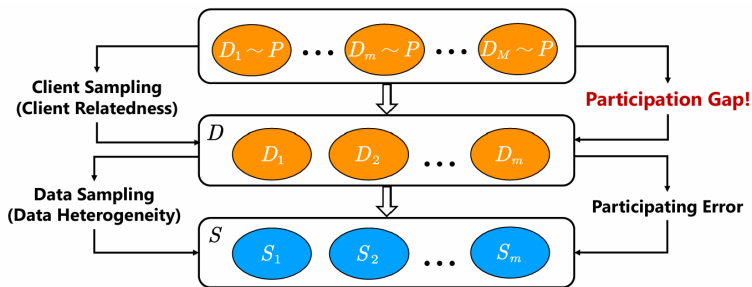 D₁ ~ P ••• Dₘ ~ P ••• D_M ~ P
Client Sampling
(Client Relatedness)
Participation Gap!
D
D₁ D₂ ••• Dₘ
Data Sampling
(Data Heterogeneity)
Participating Error
S
S₁ S₂ ••• Sₘ